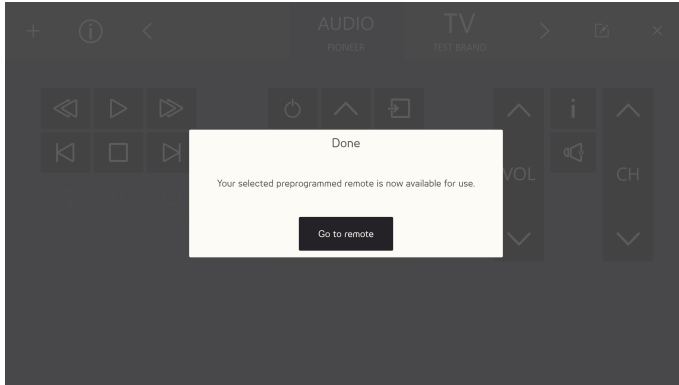 AUDIO
PIONEER
TV
TEST BRAND
Done
Your selected preprogrammed remote is now available for use.
Go to remote
VOL
CH